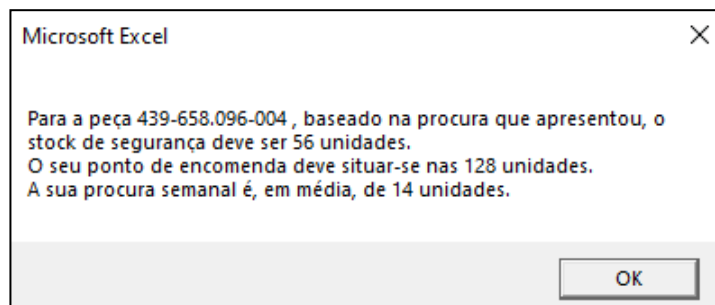 Microsoft Excel
Para a peça 439-658.096-004 , baseado na procura que apresentou, o
stock de segurança deve ser 56 unidades.
O seu ponto de encomenda deve situar-se nas 128 unidades.
A sua procura semanal é, em média, de 14 unidades.
OK